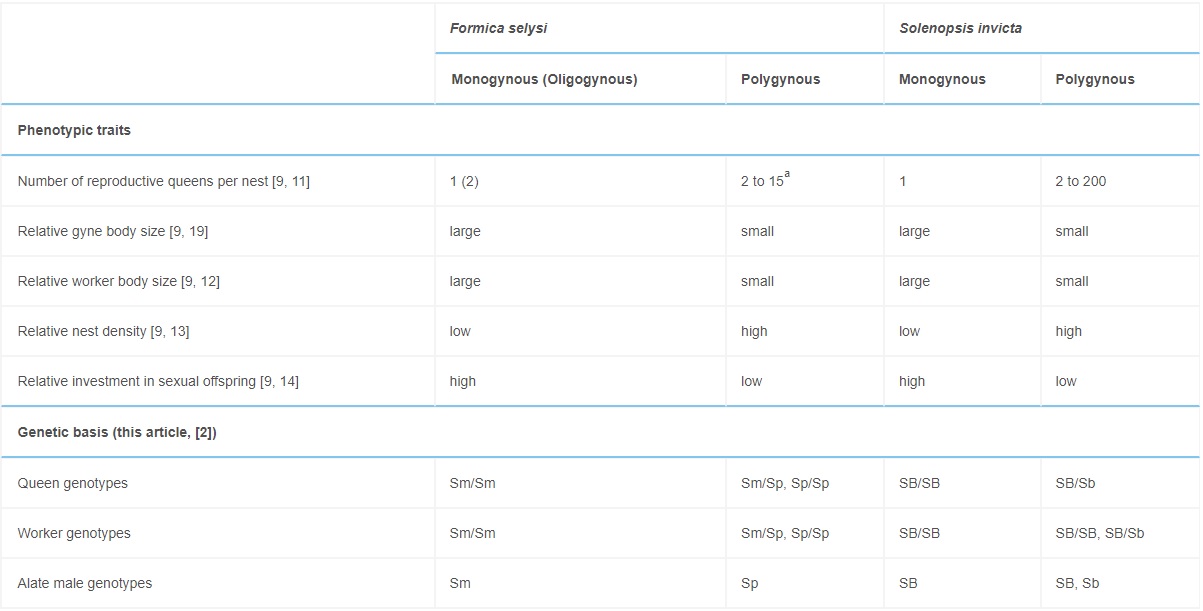 Formica selysi Solenopsis invicta
Monogynous (Oligogynous) Polygynous Monogynous Polygynous
Phenotypic traits
Number of reproductive queens per nest [9, 11] 1 (2) 2 to 15a 1 2 to 200
Relative gyne body size [9, 19] large small large small
Relative worker body size [9, 12] large small large small
Relative nest density [9, 13] low high low high
Relative investment in sexual offspring [9, 14] high low high low
Genetic basis (this article, [2])
Queen genotypes Sm/Sm Sm/Sp, Sp/Sp SB/SB SB/Sb
Worker genotypes Sm/Sm Sm/Sp, Sp/Sp SB/SB SB/SB, SB/Sb
Alate male genotypes Sm Sp SB SB, Sb